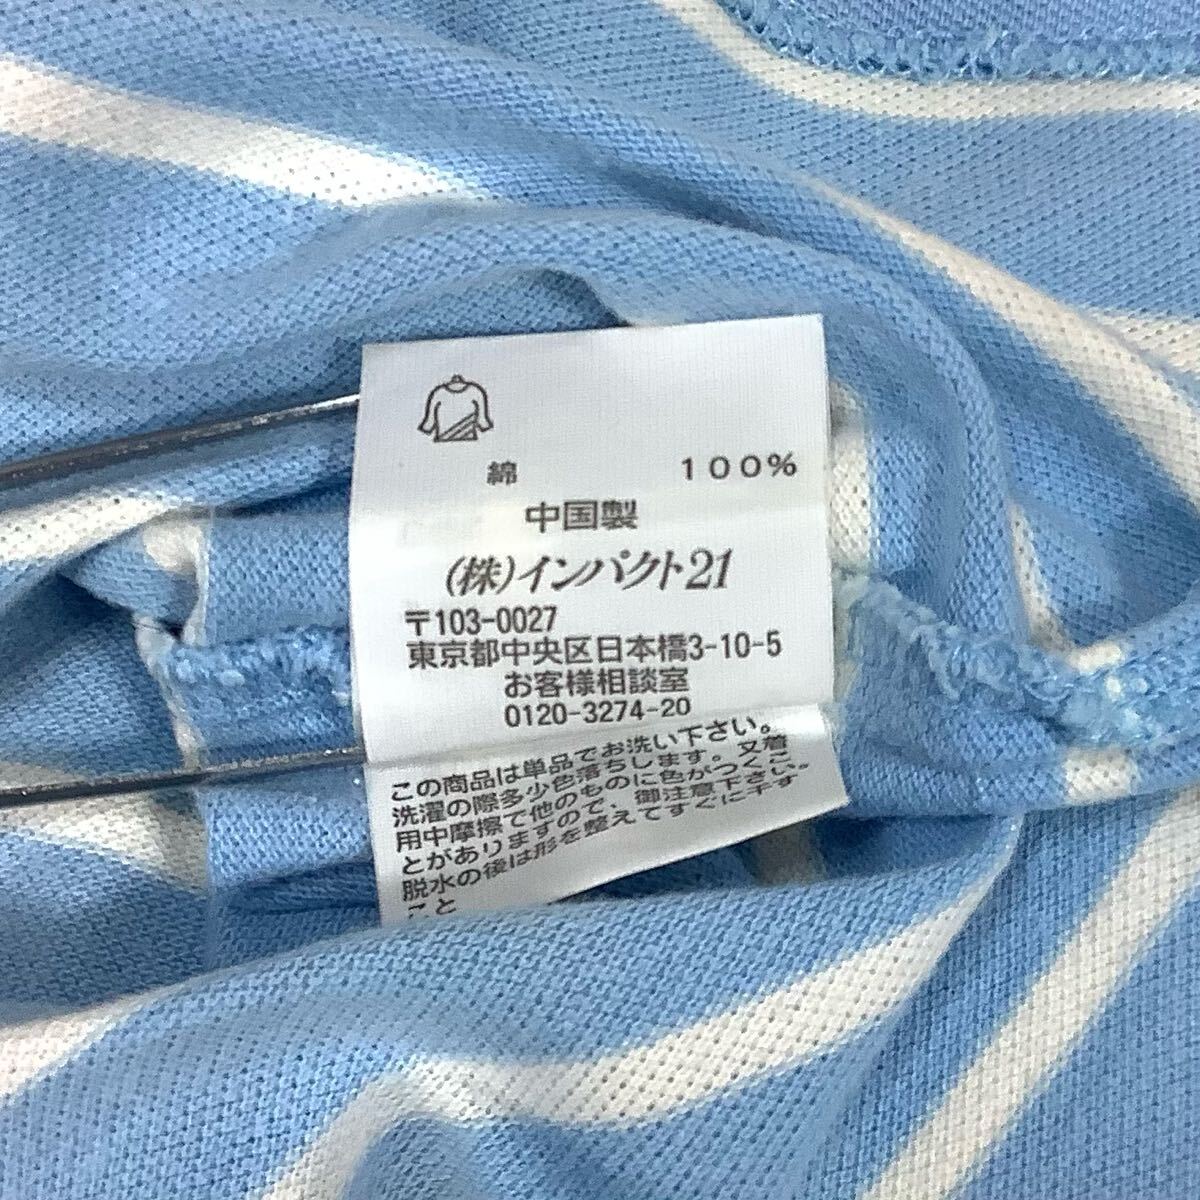 綿 100%
中国製
(株)インパクト21
〒103-0027
東京都中央区日本橋3-10-5
お客様相談室
0120-3274-20
この商品は単品でお洗い下さい。
洗濯の際多少色落ちします。又着
用中摩擦で他のものに色がつくこ
とがありますので、御注意下さい。
脱水の後は形を整えてすぐに干す
こと